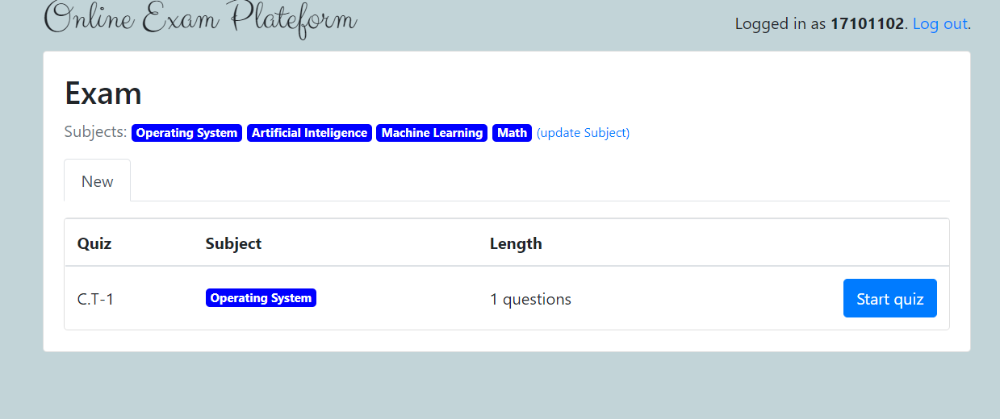 Online Exam Plateform
Logged in as 17101102. Log out.
Exam
Subjects: Operating System Artificial Inteligence Machine Learning Math (update Subject)
New
Quiz Subject Length
C.T-1 Operating System 1 questions Start quiz